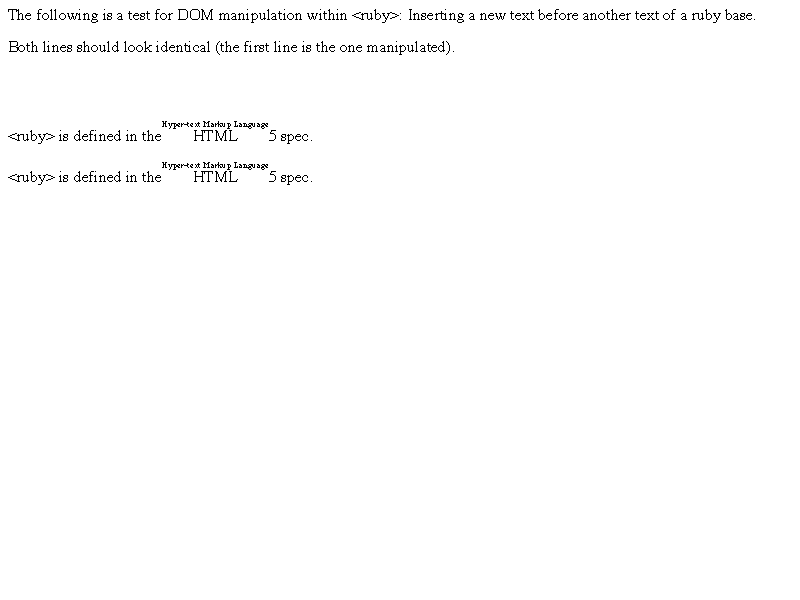 The following is a test for DOM manipulation within <ruby>: Inserting a new text before another text of a ruby base.
Both lines should look identical (the first line is the one manipulated).
Hyper-text Markup Language
<ruby> is defined in the HTML 5 spec.
Hyper-text Markup Language
<ruby> is defined in the HTML 5 spec.